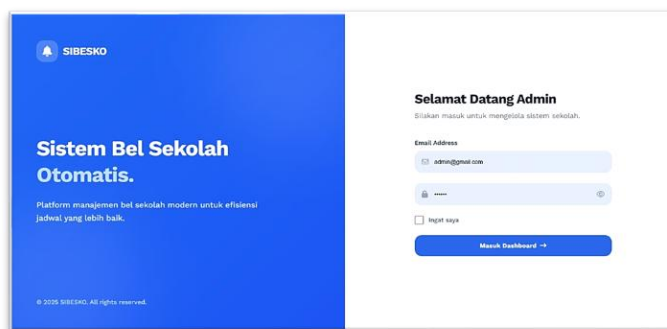 SIBESKO
Sistem Bel Sekolah
Otomatis.
Platform manajemen bel sekolah modern untuk efisiensi
jadwal yang lebih baik.
© 2025 SIBESKO. All rights reserved.
Selamat Datang Admin
Silakan masuk untuk mengelola sistem sekolah.
Email Address
admin@gmail.com
••••••
Ingat saya
Masuk Dashboard →